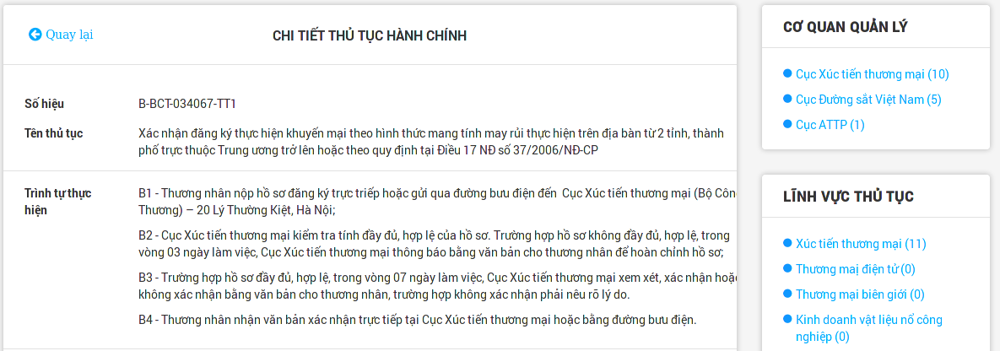 Quay lại
CHI TIẾT THỦ TỤC HÀNH CHÍNH
Số hiệu
B-BCT-034067-TT1
Tên thủ tục
Xác nhận đăng ký thực hiện khuyến mại theo hình thức mang tính may rủi thực hiện trên địa bàn từ 2 tỉnh, thành
phố trực thuộc Trung ương trở lên hoặc theo quy định tại Điều 17 NĐ số 37/2006/NĐ-CP
Trình tự thực
hiện
B1 - Thương nhân nộp hồ sơ đăng ký trực triếp hoặc gửi qua đường bưu điện đến Cục Xúc tiến thương mại (Bộ Côn
Thương) – 20 Lý Thường Kiệt, Hà Nội;
B2 - Cục Xúc tiến thương mại kiểm tra tính đầy đủ, hợp lệ của hồ sơ. Trường hợp hồ sơ không đầy đủ, hợp lệ, trong
vòng 03 ngày làm việc, Cục Xúc tiến thương mại thông báo bằng văn bản cho thương nhân để hoàn chỉnh hồ sơ;
B3 - Trường hợp hồ sơ đầy đủ, hợp lệ, trong vòng 07 ngày làm việc, Cục Xúc tiến thương mại xem xét, xác nhận hoặc
không xác nhận bằng văn bản cho thương nhân, trường hợp không xác nhận phải nêu rõ lý do.
B4 - Thương nhân nhận văn bản xác nhận trực tiếp tại Cục Xúc tiến thương mại hoặc bằng đường bưu điện.
CƠ QUAN QUẢN LÝ
Cục Xúc tiến thương mại (10)
Cục Đường sắt Việt Nam (5)
Cục ATTP (1)
LĨNH VỰC THỦ TỤC
Xúc tiến thương mại (11)
Thương mại điện tử (0)
Thương mại biên giới (0)
Kinh doanh vật liệu nổ công
nghiệp (0)